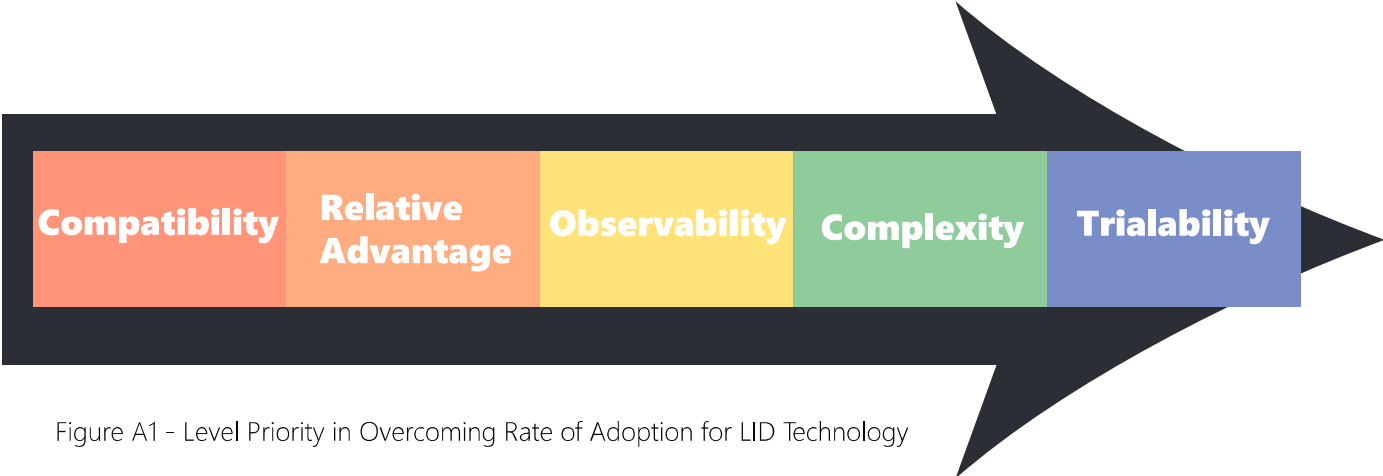 Compatibility
Relative
Advantage
Observability
Complexity
Trialability
Figure A1 - Level Priority in Overcoming Rate of Adoption for LID Technology